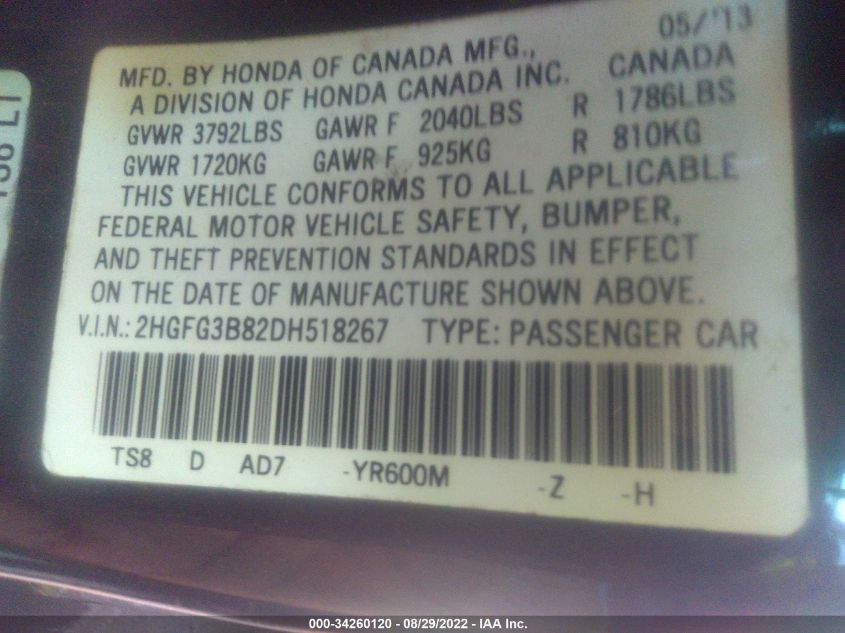 05/'13
MFD. BY HONDA OF CANADA MFG., CANADA
A DIVISION OF HONDA CANADA INC.
GVWR 3792LBS GAWR F 2040LBS R 1786LBS
GVWR 1720KG GAWR F 925KG R 810KG
THIS VEHICLE CONFORMS TO ALL APPLICABLE
FEDERAL MOTOR VEHICLE SAFETY, BUMPER,
AND THEFT PREVENTION STANDARDS IN EFFECT
ON THE DATE OF MANUFACTURE SHOWN ABOVE.
V.I.N.: 2HGFG3B82DH518267 TYPE: PASSENGER CAR
TS8 D AD7 -YR600M -Z -H
000-34260120 - 08/29/2022 - IAA Inc.